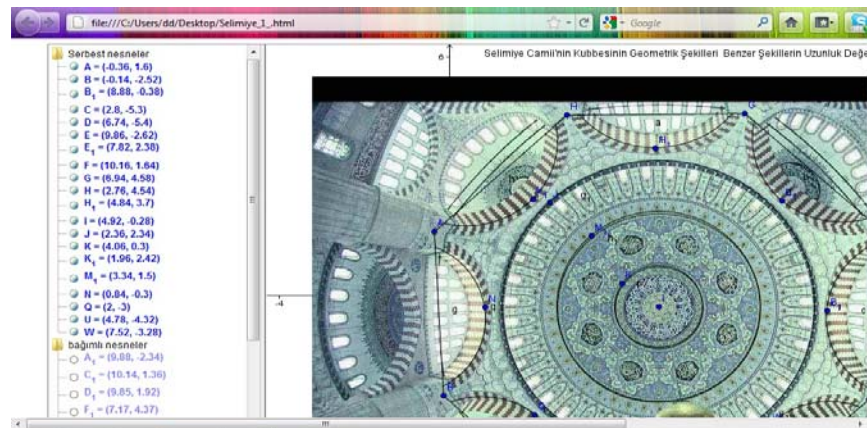 file:///C:/Users/dd/Desktop/Selimiye_1_.html
Google
Serbest nesneler
A = (-0.36, 1.6)
B = (-0.14, -2.52)
B₁ = (8.88, -0.38)
C = (2.8, -5.3)
D = (6.74, -5.4)
E = (9.86, -2.62)
E₁ = (7.82, 2.38)
F = (10.16, 1.64)
G = (6.94, 4.58)
H = (2.76, 4.54)
H₁ = (4.84, 3.7)
I = (4.92, -0.28)
J = (2.36, 2.34)
K = (4.06, 0.3)
K₁ = (1.96, 2.42)
M₁ = (3.34, 1.5)
N = (0.84, -0.3)
Q = (2, -3)
U = (4.78, -4.32)
W = (7.52, -3.28)
bağımlı nesneler
A₁ = (9.88, -2.34)
C₁ = (10.14, 1.36)
D₁ = (9.85, 1.92)
F₁ = (7.17, 4.37)
Selimiye Camii'nin Kubbesinin Geometrik Şekilleri Benzer Şekillerin Uzunluk Değe
6
-4
H
G
a
A
N
g